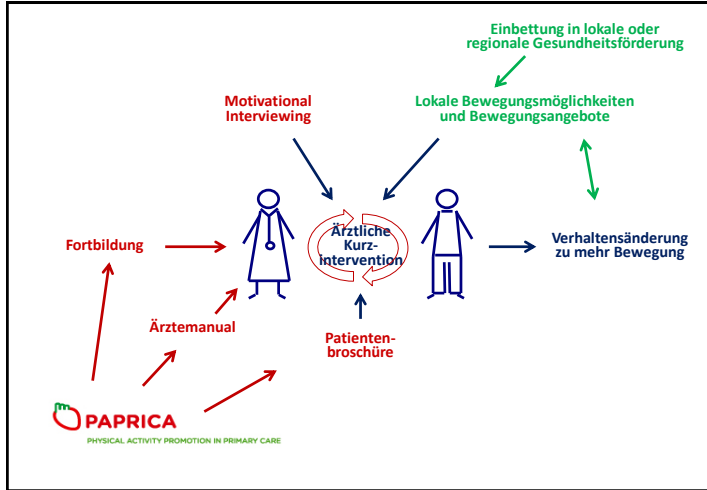 Einbettung in lokale oder
regionale Gesundheitsförderung
Motivational
Interviewing
Lokale Bewegungsmöglichkeiten
und Bewegungsangebote
Fortbildung
Ärztliche
Kurz-
intervention
Verhaltensänderung
zu mehr Bewegung
Ärztemanual
Patienten-
broschüre
PAPRICA
PHYSICAL ACTIVITY PROMOTION IN PRIMARY CARE